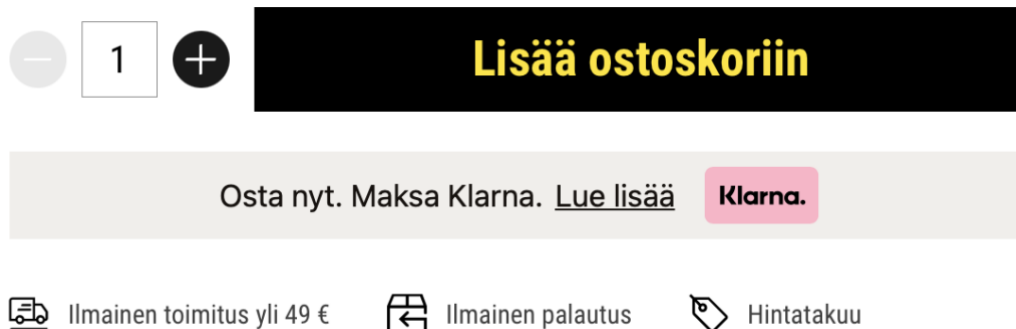 1 Lisää ostoskoriin
Osta nyt. Maksa Klarna. Lue lisää Klarna.
Ilmainen toimitus yli 49 € Ilmainen palautus Hintatakuu